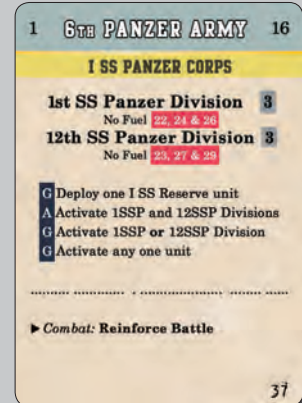 1 6TH PANZER ARMY 16
I SS PANZER CORPS
1st SS Panzer Division 3
No Fuel 22, 24 & 26
12th SS Panzer Division 3
No Fuel 23, 27 & 29
G Deploy one I SS Reserve unit
A Activate 1SSP and 12SSP Divisions
G Activate 1SSP or 12SSP Division
G Activate any one unit
▶ Combat: Reinforce Battle
37